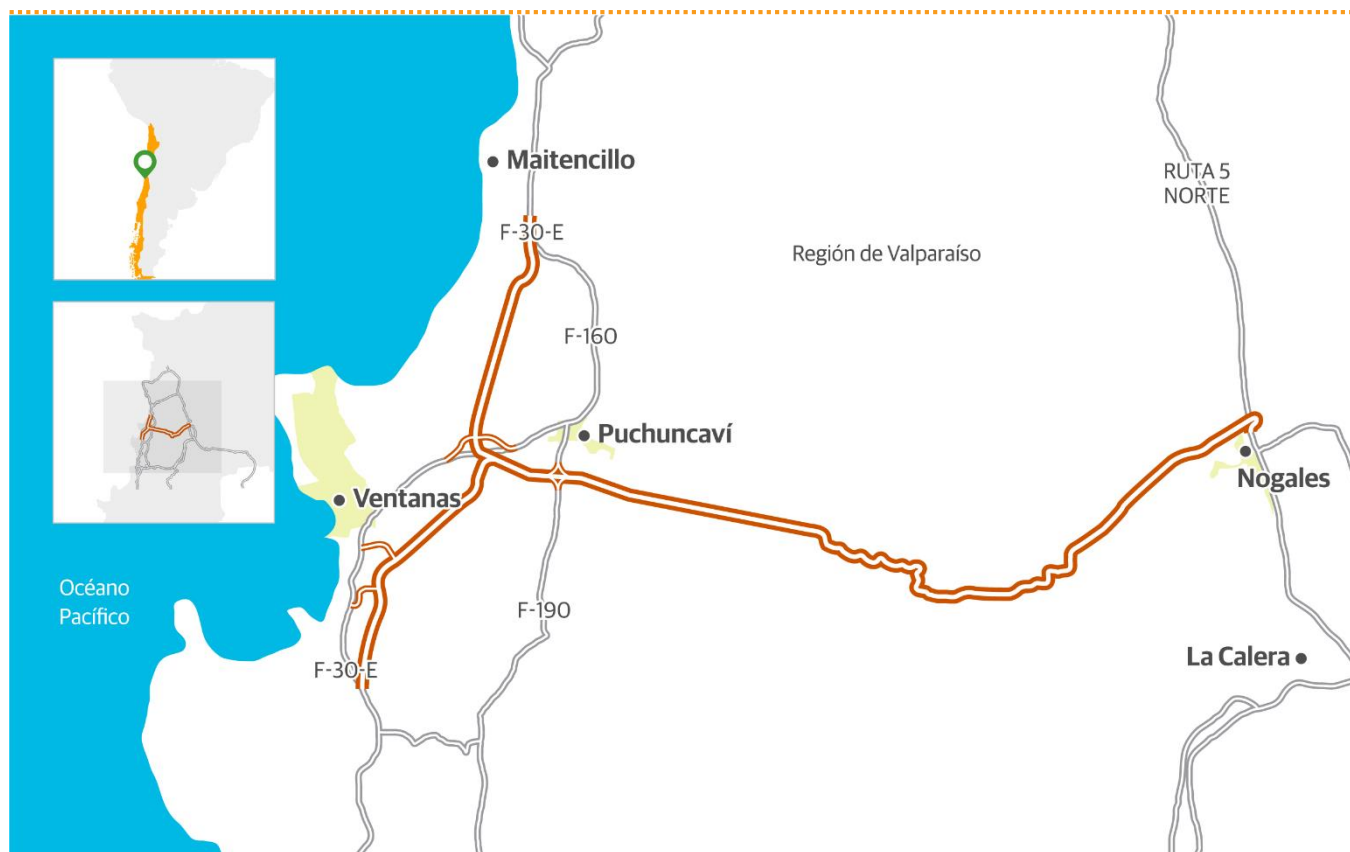 Maitencillo
RUTA 5
NORTE
F-30-E
Región de Valparaíso
F-160
Puchuncaví
Ventanas
Nogales
Océano
Pacífico
F-190
F-30-E
La Calera